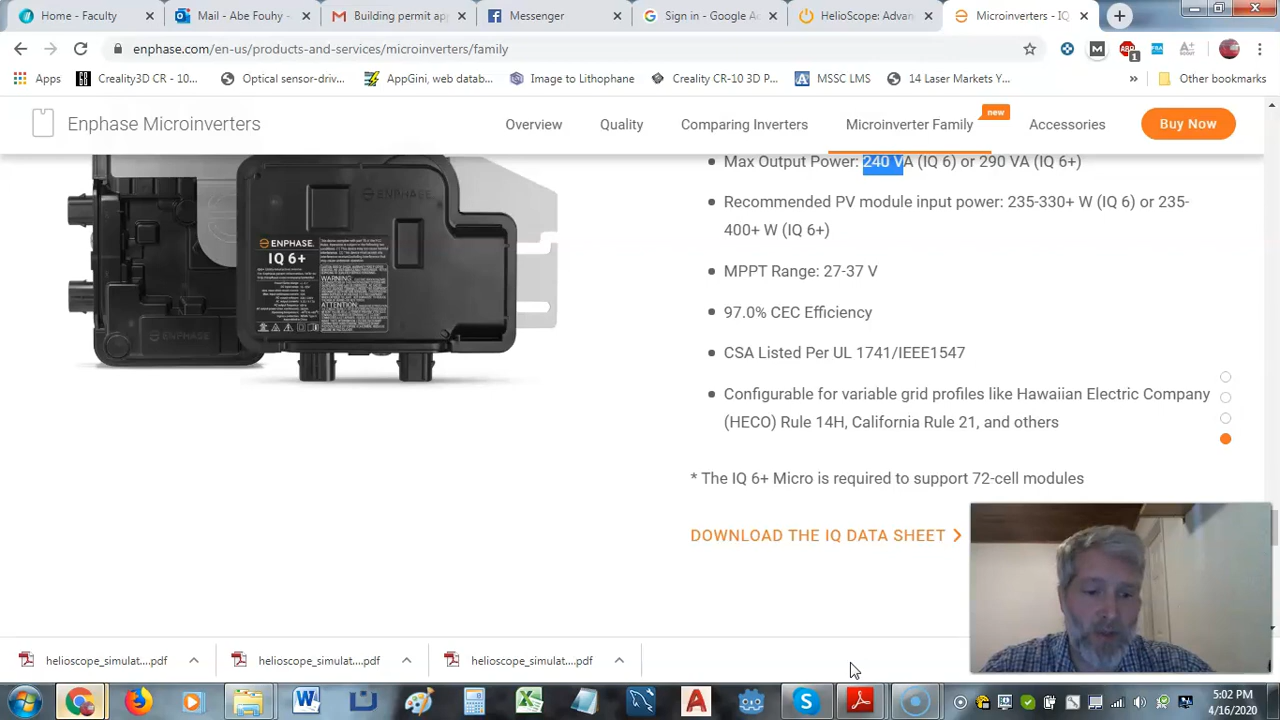 Home - Faculty
Mail - Abe Fouhy -
Building permit ap
Messenger
Sign in - Google Ac
HelioScope: Advan
Microinverters - IQ
enphase.com/en-us/products-and-services/microinverters/family
Apps
Creality3D CR - 10...
Optical sensor-driv...
AppGini, web datab...
Image to Lithophane
Creality CR-10 3D P...
MSSC LMS
14 Laser Markets Y...
Other bookmarks
Enphase Microinverters
Overview
Quality
Comparing Inverters
Microinverter Family
new
Accessories
Buy Now
• Max Output Power: 240 VA (IQ 6) or 290 VA (IQ 6+)
• Recommended PV module input power: 235-330+ W (IQ 6) or 235-
400+ W (IQ 6+)
• MPPT Range: 27-37 V
• 97.0% CEC Efficiency
• CSA Listed Per UL 1741/IEEE1547
• Configurable for variable grid profiles like Hawaiian Electric Company
(HECO) Rule 14H, California Rule 21, and others
* The IQ 6+ Micro is required to support 72-cell modules
DOWNLOAD THE IQ DATA SHEET
ENPHASE
ENPHASE.
IQ 6+
WARNING
ATTENTION
ENPHASE
helioscope_simulat....pdf
helioscope_simulat....pdf
helioscope_simulat....pdf
5:02 PM
4/16/2020